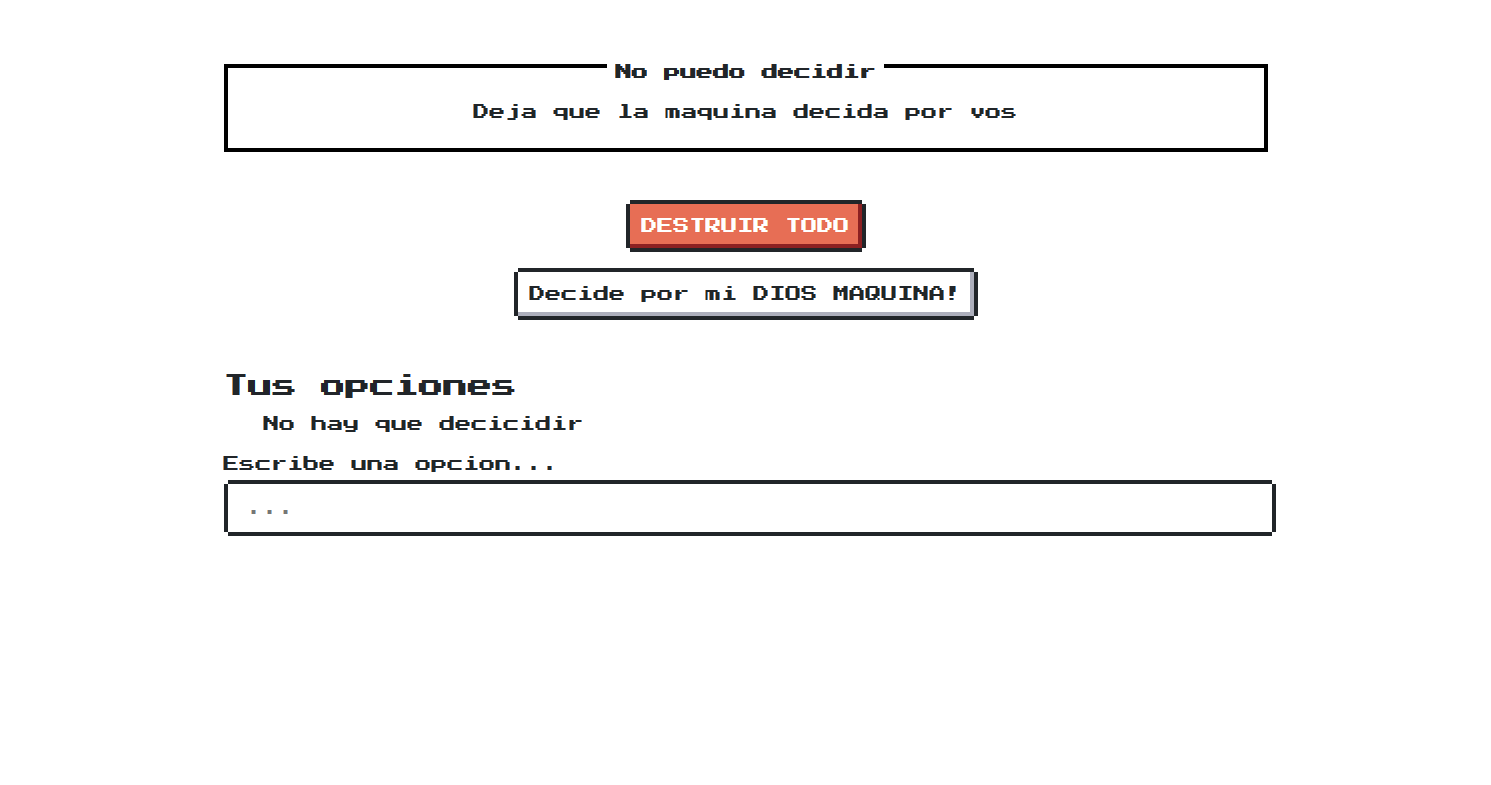 No puedo decidir
Deja que la maquina decida por vos
DESTRUIR TODO
Decide por mi DIOS MAQUINA!
Tus opciones
No hay que decicidir
Escribe una opcion...
...